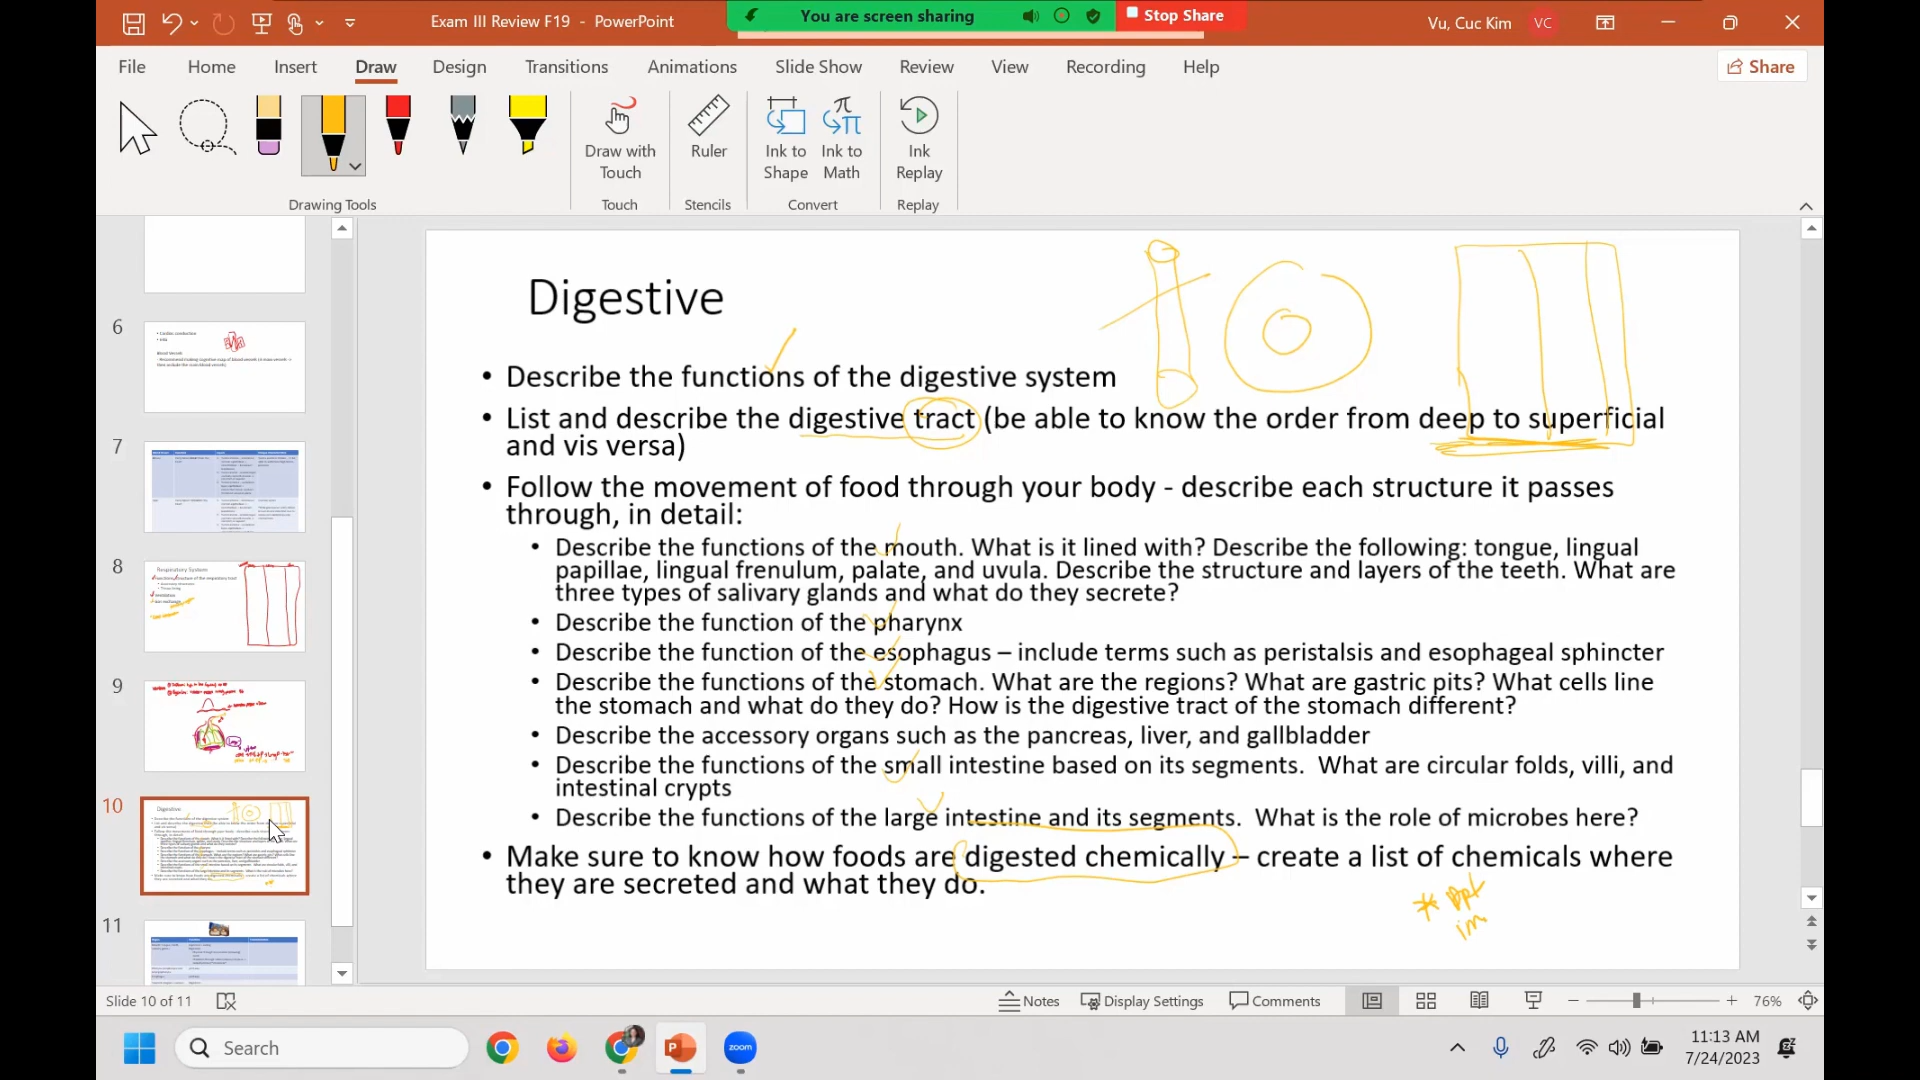 Exam III Review F19 - PowerPoint
You are screen sharing
Stop Share
Vu, Cuc Kim
VC
File Home Insert Draw Design Transitions Animations Slide Show Review View Recording Help
Share
Draw with Touch
Ruler
Ink to Shape
Ink to Math
Ink Replay
Drawing Tools
Touch
Stencils
Convert
Replay
6
7
8
Respiratory System
9
10
11
Digestive
• Describe the functions of the digestive system
• List and describe the digestive tract (be able to know the order from deep to superficial
and vis versa)
• Follow the movement of food through your body - describe each structure it passes
through, in detail:
• Describe the functions of the mouth. What is it lined with? Describe the following: tongue, lingual
papillae, lingual frenulum, palate, and uvula. Describe the structure and layers of the teeth. What are
three types of salivary glands and what do they secrete?
• Describe the function of the pharynx
• Describe the function of the esophagus – include terms such as peristalsis and esophageal sphincter
• Describe the functions of the stomach. What are the regions? What are gastric pits? What cells line
the stomach and what do they do? How is the digestive tract of the stomach different?
• Describe the accessory organs such as the pancreas, liver, and gallbladder
• Describe the functions of the small intestine based on its segments. What are circular folds, villi, and
intestinal crypts
• Describe the functions of the large intestine and its segments. What is the role of microbes here?
• Make sure to know how foods are digested chemically – create a list of chemicals where
they are secreted and what they do.
Slide 10 of 11
Notes Display Settings Comments
76%
Search
zoom
11:13 AM
7/24/2023